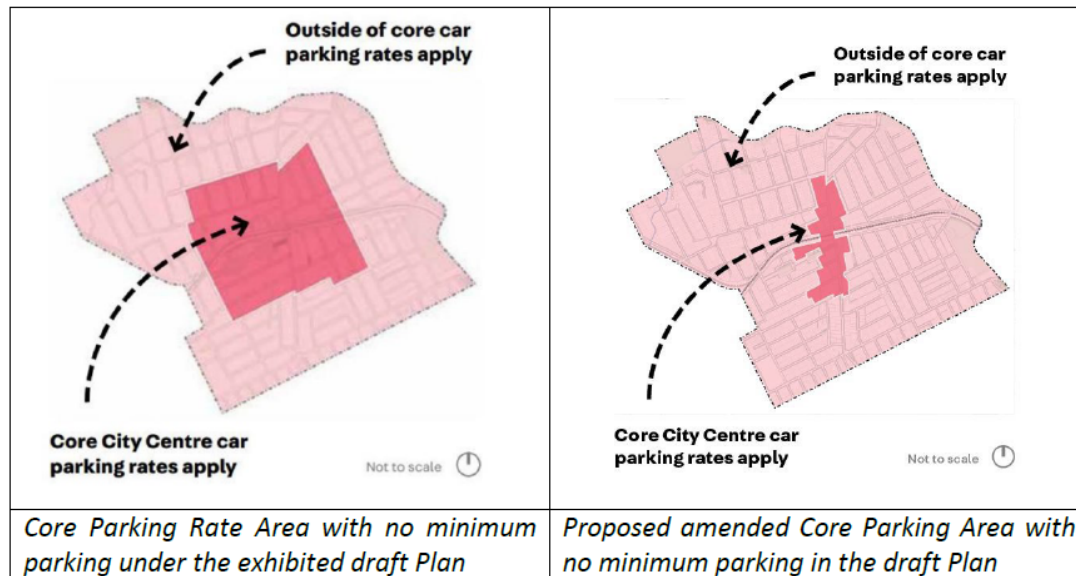 Outside of core car
parking rates apply
Core City Centre car
parking rates apply
Not to scale
Core Parking Rate Area with no minimum
parking under the exhibited draft Plan
Outside of core car
parking rates apply
Core City Centre car
parking rates apply
Not to scale
Proposed amended Core Parking Area with
no minimum parking in the draft Plan